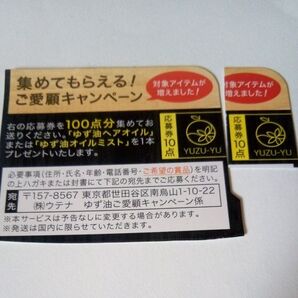 集めてもらえる!
ご愛顧キャンペーン
対象アイテムが
増えました!
右の応募券を100点分集めてお
送りください。「ゆず油ヘアオイル」
または「ゆず油オイルミスト」を1本
プレゼントいたします。
応募券
10点
YUZU-YU
必要事項(住所・氏名・年齢・電話番号・ご希望の賞品)を明記
の上ハガキまたは封書にて下記の宛先までご応募ください。
宛先
〒157-8567 東京都世田谷区南烏山1-10-22
(株)ウテナ ゆず油ご愛顧キャンペーン係
※本サービスは予告なしに変更する場合があります。
※発送は国内に限らせていただきます。
対象アイテムが
増えました!
応募券
10点
YUZU-YU